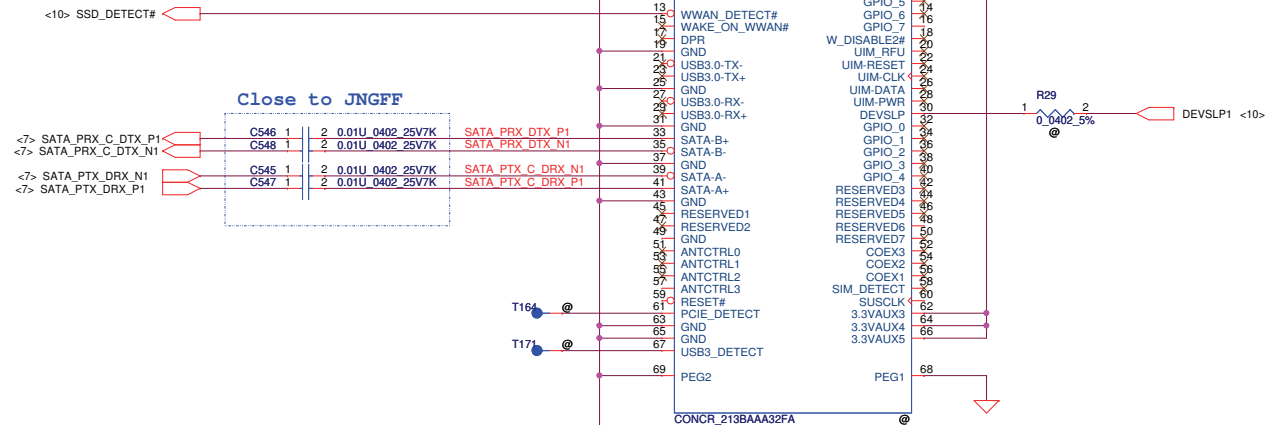 <10> SSD_DETECT#
Close to JNGFF
<7> SATA_PRX_C_DTX_P1
<7> SATA_PRX_C_DTX_N1
<7> SATA_PTX_DRX_N1
<7> SATA_PTX_DRX_P1
C546 1 2 0.01U_0402_25V7K SATA_PRX_DTX_P1
C548 1 2 0.01U_0402_25V7K SATA_PRX_DTX_N1
C545 1 2 0.01U_0402_25V7K SATA_PTX_C_DRX_N1
C547 1 2 0.01U_0402_25V7K SATA_PTX_C_DRX_P1
T164 @
T171 @
13 WWAN_DETECT#
15 WAKE_ON_WWAN#
17 DPR
19 GND
21 USB3.0-TX-
23 USB3.0-TX+
25 GND
27 USB3.0-RX-
29 USB3.0-RX+
31 GND
33 SATA-B+
35 SATA-B-
37 GND
39 SATA-A-
41 SATA-A+
43 GND
45 RESERVED1
47 RESERVED2
49 GND
51 ANTCTRL0
53 ANTCTRL1
55 ANTCTRL2
57 ANTCTRL3
59 RESET#
61 PCIE_DETECT
63 GND
65 GND
67 USB3_DETECT
69 PEG2
GPIO_5
GPIO_6 14
GPIO_7 16
W_DISABLE2# 18
UIM_RFU 20
UIM-RESET 22
UIM-CLK 24
UIM-DATA 26
UIM-PWR 28
DEVSLP 30
GPIO_0 32
GPIO_1 34
GPIO_2 36
GPIO_3 38
GPIO_4 40
RESERVED3 42
RESERVED4 44
RESERVED5 46
RESERVED6 48
RESERVED7 50
COEX3 52
COEX2 54
COEX1 56
SIM_DETECT 58
SUSCLK 60
3.3VAUX3 62
3.3VAUX4 64
3.3VAUX5 66
PEG1 68
R29
1 2
0_0402_5%
@
DEVSLP1 <10>
CONCR_213BAAA32FA @